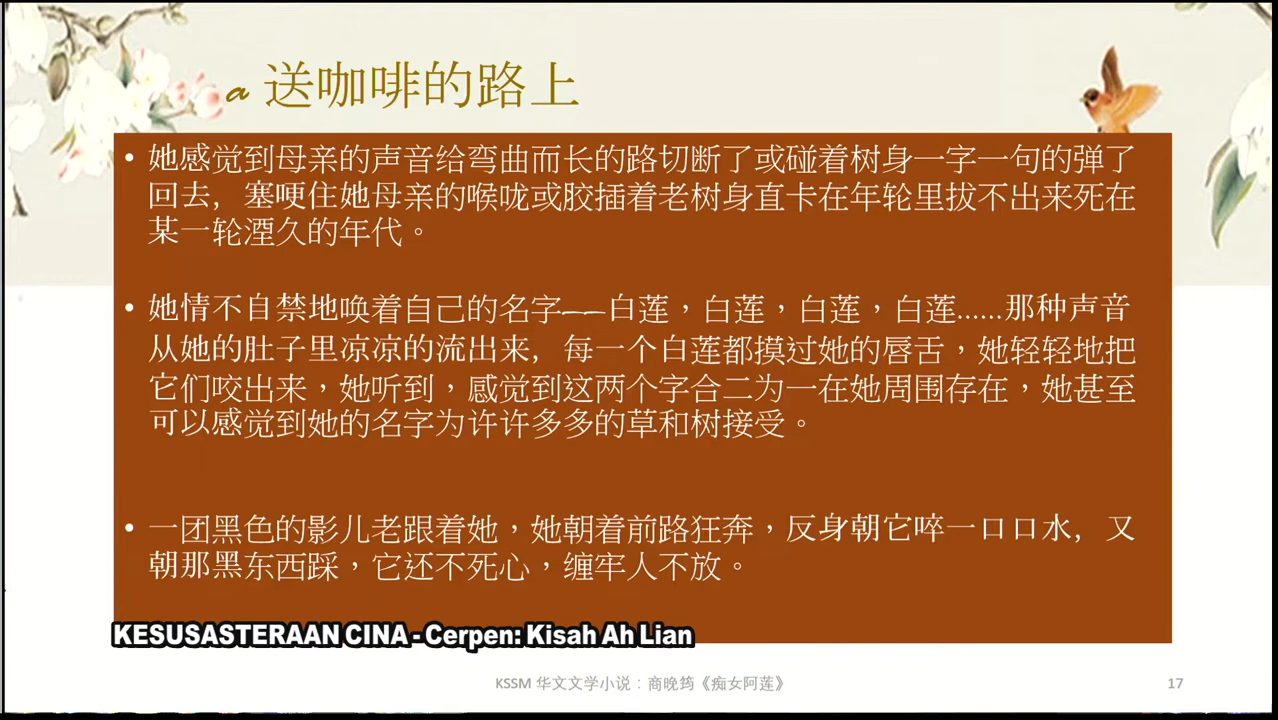 a 送咖啡的路上
• 她感觉到母亲的声音给弯曲而长的路切断了或碰着树身一字一句的弹了
回去，塞哽住她母亲的喉咙或胶插着老树身直卡在年轮里拔不出来死在
某一轮湮久的年代。
• 她情不自禁地唤着自己的名字——白莲，白莲，白莲，白莲……那种声音
从她的肚子里凉凉的流出来，每一个白莲都摸过她的唇舌，她轻轻地把
它们咬出来，她听到，感觉到这两个字合二为一在她周围存在，她甚至
可以感觉到她的名字为许许多多的草和树接受。
• 一团黑色的影儿老跟着她，她朝着前路狂奔，反身朝它啐一口口水，又
朝那黑东西踩，它还不死心，缠牢人不放。
KESUSASTERAAN CINA - Cerpen: Kisah Ah Lian
KSSM 华文文学小说：商晚筠《痴女阿莲》
17